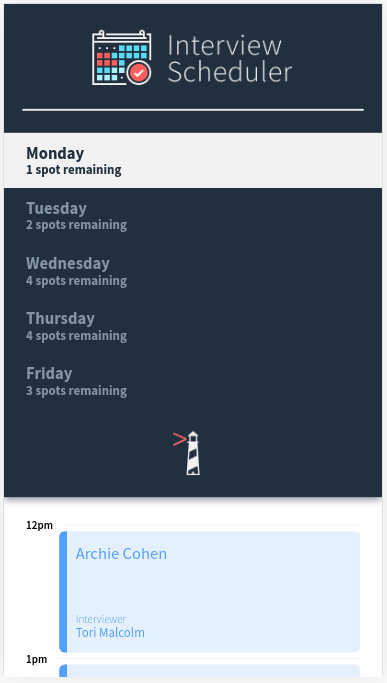 Interview
Scheduler
Monday
1 spot remaining
Tuesday
2 spots remaining
Wednesday
4 spots remaining
Thursday
4 spots remaining
Friday
3 spots remaining
>
12pm
Archie Cohen
Interviewer
Tori Malcolm
1pm